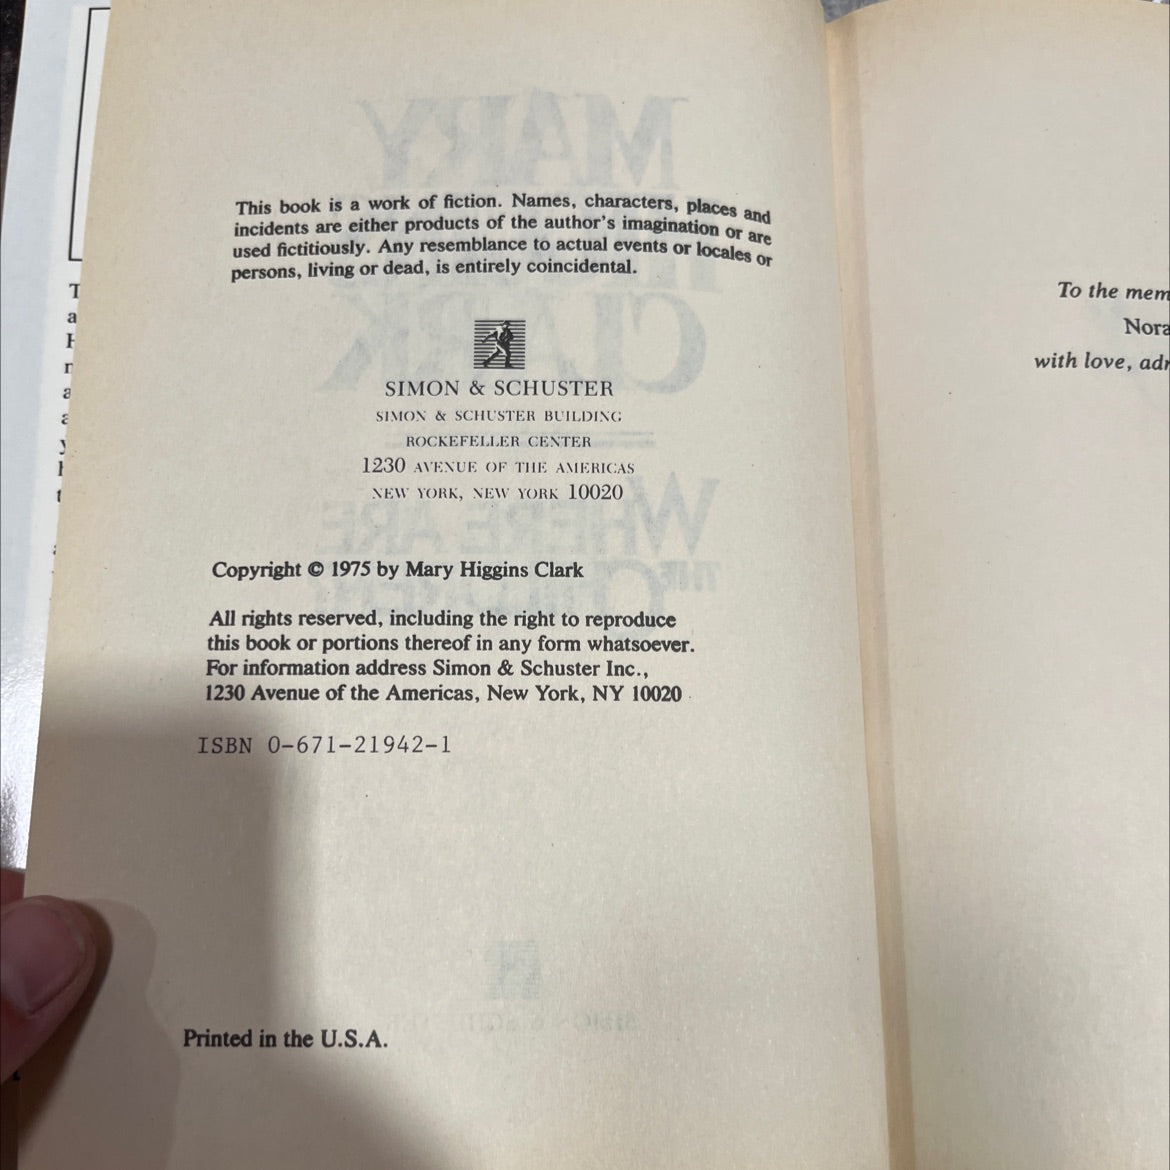 This book is a work of fiction. Names, characters, places and
incidents are either products of the author's imagination or are
used fictitiously. Any resemblance to actual events or locales or
persons, living or dead, is entirely coincidental.
SIMON & SCHUSTER
SIMON & SCHUSTER BUILDING
ROCKEFELLER CENTER
1230 AVENUE OF THE AMERICAS
NEW YORK, NEW YORK 10020
Copyright © 1975 by Mary Higgins Clark
All rights reserved, including the right to reproduce
this book or portions thereof in any form whatsoever.
For information address Simon & Schuster Inc.,
1230 Avenue of the Americas, New York, NY 10020
ISBN 0-671-21942-1
Printed in the U.S.A.
To the mem
Nora
with love, adm